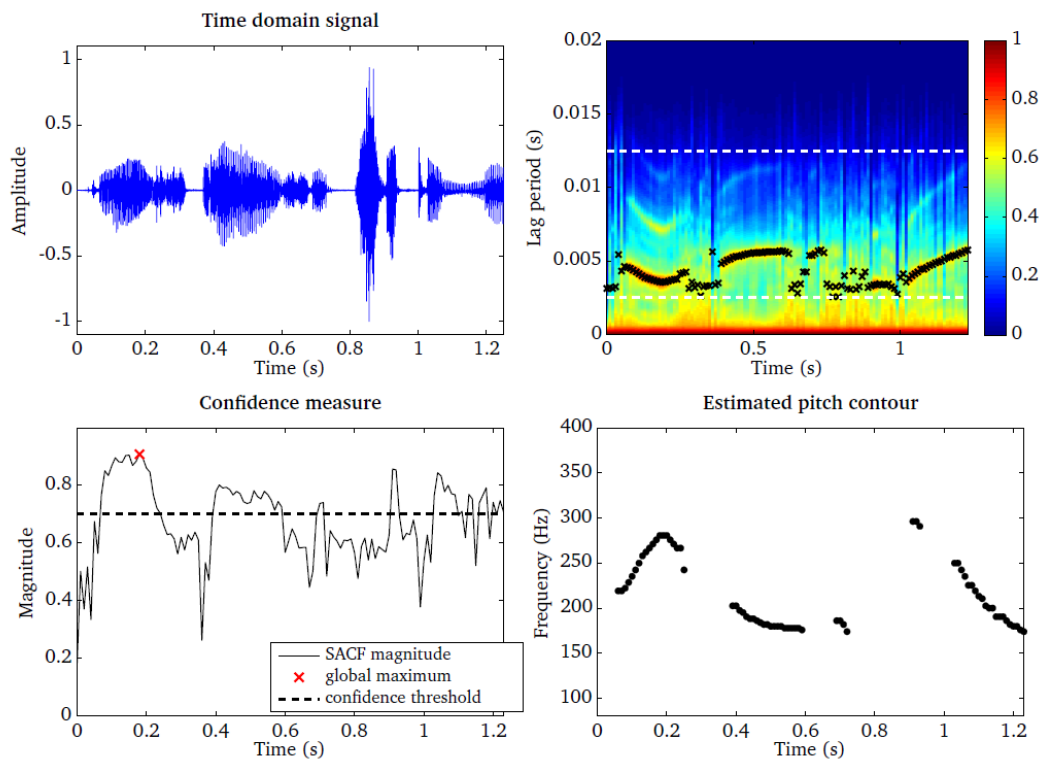 Time domain signal
1
0.5
0
-0.5
-1
Amplitude
0 0.2 0.4 0.6 0.8 1 1.2
Time (s)
0.02
0.015
0.01
0.005
0
Lag period (s)
0 0.5 1
Time (s)
1
0.8
0.6
0.4
0.2
0
Confidence measure
0.8
0.6
0.4
0.2
0
Magnitude
0 0.2 0.4 0.6 0.8 1 1.2
Time (s)
SACF magnitude
global maximum
confidence threshold
Estimated pitch contour
400
350
300
250
200
150
100
Frequency (Hz)
0 0.2 0.4 0.6 0.8 1 1.2
Time (s)